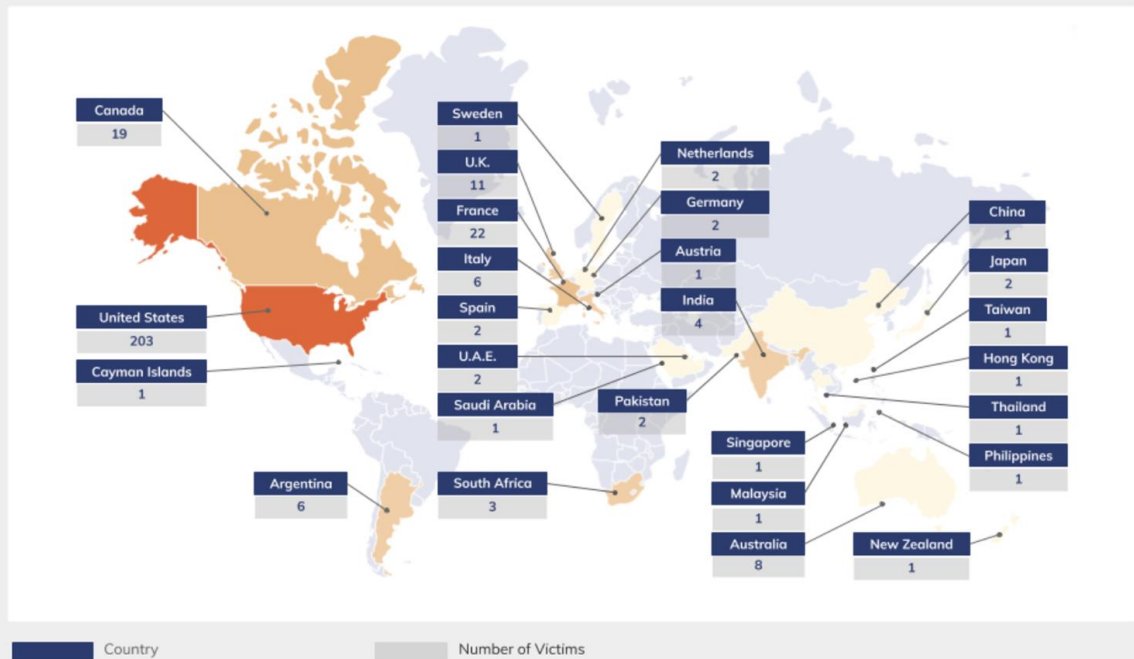 Canada
19
United States
203
Cayman Islands
1
Argentina
6
Sweden
1
U.K.
11
France
22
Italy
6
Spain
2
U.A.E.
2
Saudi Arabia
1
South Africa
3
Netherlands
2
Germany
2
Austria
1
India
4
Pakistan
2
Singapore
1
Malaysia
1
Australia
8
China
1
Japan
2
Taiwan
1
Hong Kong
1
Thailand
1
Philippines
1
New Zealand
1
Country
Number of Victims